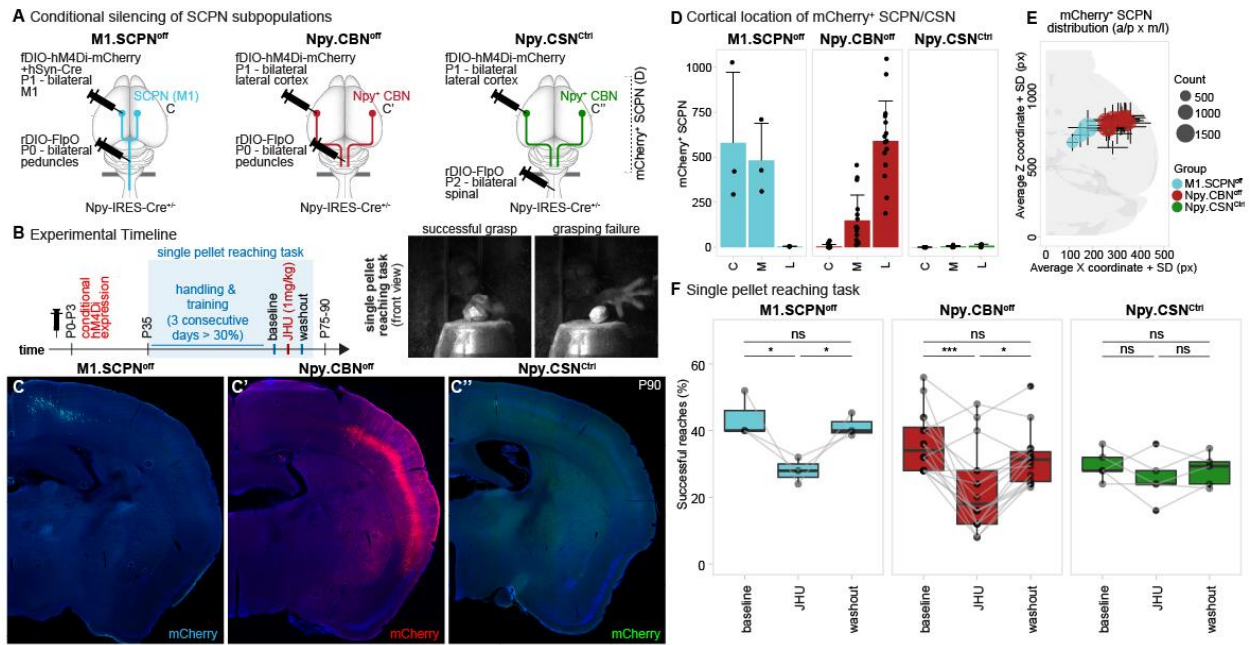 A Conditional silencing of SCPN subpopulations
M1.SCPNoff
fDIO-hM4Di-mCherry
+hSyn-Cre
P1 - bilateral
M1
SCPN (M1)
C
rDIO-FlpO
P0 - bilateral
peduncles
Npy-IRES-Cre+/-
Npy.CBNoff
fDIO-hM4Di-mCherry
P1 - bilateral
lateral cortex
Npy+ CBN
C'
rDIO-FlpO
P0 - bilateral
peduncles
Npy-IRES-Cre+/-
Npy.CSNCtrl
fDIO-hM4Di-mCherry
P1 - bilateral
lateral cortex
Npy+ CBN
C''
rDIO-FlpO
P2 - bilateral
spinal
Npy-IRES-Cre+/-
mCherry+ SCPN (D)
B Experimental Timeline
single pellet reaching task
P0-P3
conditional
hM4Di
expression
P35
handling &
training
(3 consecutive
days > 30%)
baseline
JHU (1mg/kg)
washout
P75-90
time
single pellet
reaching task
(front view)
successful grasp
grasping failure
M1.SCPNoff
C
mCherry
Npy.CBNoff
C'
mCherry
Npy.CSNCtrl
C''
P90
mCherry
D Cortical location of mCherry+ SCPN/CSN
M1.SCPNoff
Npy.CBNoff
Npy.CSNCtrl
mCherry+ SCPN
1000
750
500
250
0
C
M
L
C
M
L
C
M
L
E
mCherry+ SCPN
distribution (a/p x m/l)
Average Z coordinate + SD (px)
1000
500
0
0 100 200 300 400 500
Average X coordinate + SD (px)
Count
500
1000
1500
Group
M1.SCPNoff
Npy.CBNoff
Npy.CSNCtrl
F Single pellet reaching task
M1.SCPNoff
Npy.CBNoff
Npy.CSNCtrl
Successful reaches (%)
60
40
20
0
ns
* *
ns
*** *
ns
ns ns
baseline
JHU
washout
baseline
JHU
washout
baseline
JHU
washout